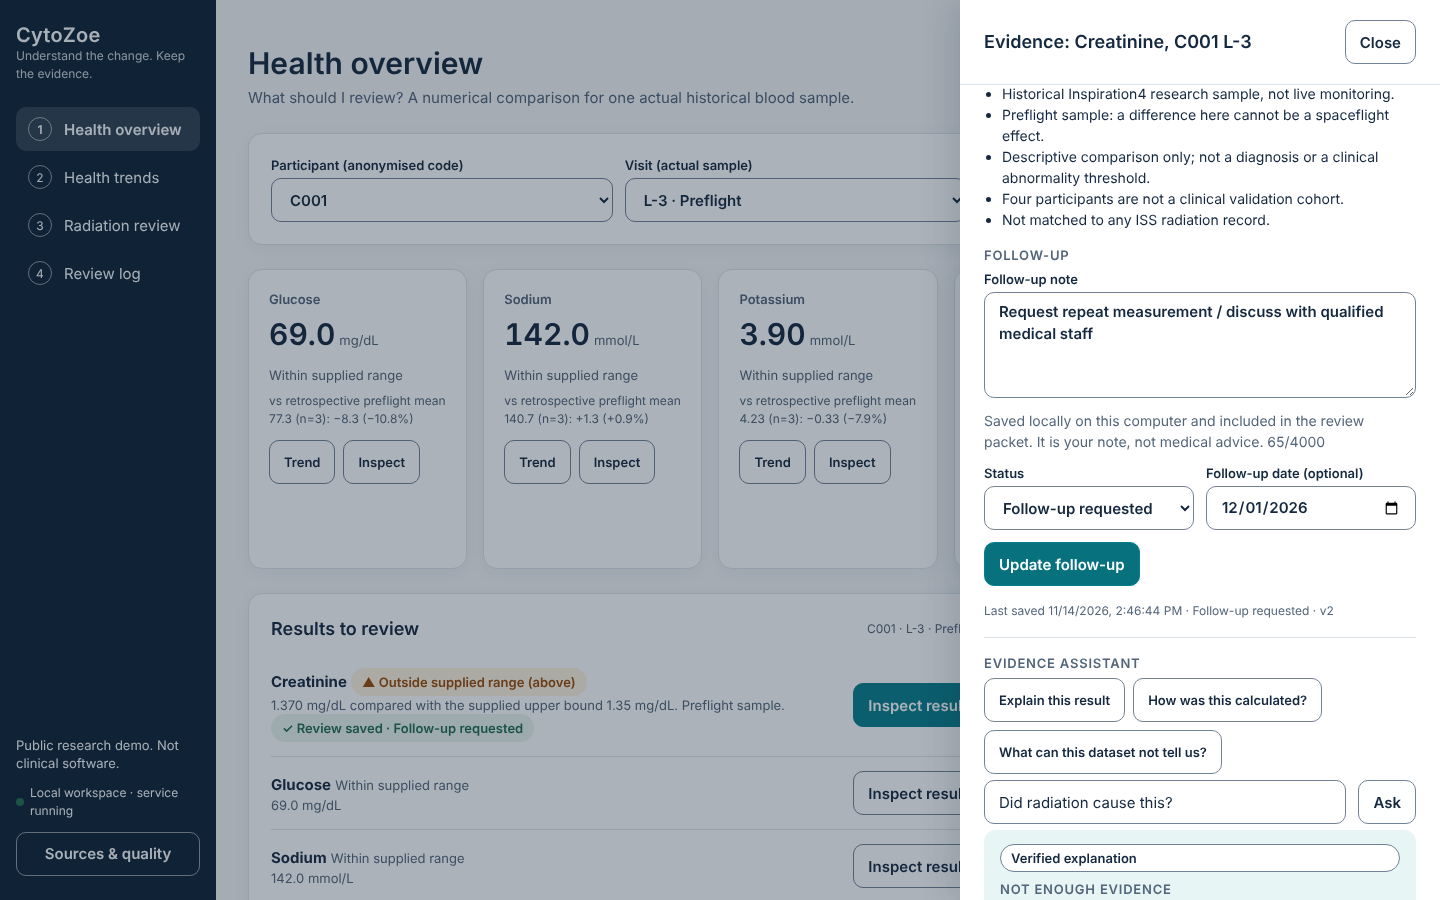 CytoZoe
Understand the change. Keep
the evidence.
1 Health overview
2 Health trends
3 Radiation review
4 Review log
Public research demo. Not
clinical software.
Local workspace · service
running
Sources & quality
Health overview
What should I review? A numerical comparison for one actual historical blood sample.
Participant (anonymised code)
C001
Visit (actual sample)
L-3 · Preflight
Glucose
69.0 mg/dL
Within supplied range
vs retrospective preflight mean
77.3 (n=3): −8.3 (−10.8%)
Trend
Inspect
Sodium
142.0 mmol/L
Within supplied range
vs retrospective preflight mean
140.7 (n=3): +1.3 (+0.9%)
Trend
Inspect
Potassium
3.90 mmol/L
Within supplied range
vs retrospective preflight mean
4.23 (n=3): −0.33 (−7.9%)
Trend
Inspect
Results to review
C001 · L-3 · Prefl
Creatinine ▲ Outside supplied range (above)
1.370 mg/dL compared with the supplied upper bound 1.35 mg/dL. Preflight sample.
✓ Review saved · Follow-up requested
Inspect resul
Glucose Within supplied range
69.0 mg/dL
Inspect resul
Sodium Within supplied range
142.0 mmol/L
Inspect resul
Evidence: Creatinine, C001 L-3
Close
• Historical Inspiration4 research sample, not live monitoring.
• Preflight sample: a difference here cannot be a spaceflight
effect.
• Descriptive comparison only; not a diagnosis or a clinical
abnormality threshold.
• Four participants are not a clinical validation cohort.
• Not matched to any ISS radiation record.
FOLLOW-UP
Follow-up note
Request repeat measurement / discuss with qualified
medical staff
Saved locally on this computer and included in the review
packet. It is your note, not medical advice. 65/4000
Status
Follow-up requested
Follow-up date (optional)
12/01/2026
Update follow-up
Last saved 11/14/2026, 2:46:44 PM · Follow-up requested · v2
EVIDENCE ASSISTANT
Explain this result
How was this calculated?
What can this dataset not tell us?
Did radiation cause this?
Ask
Verified explanation
NOT ENOUGH EVIDENCE